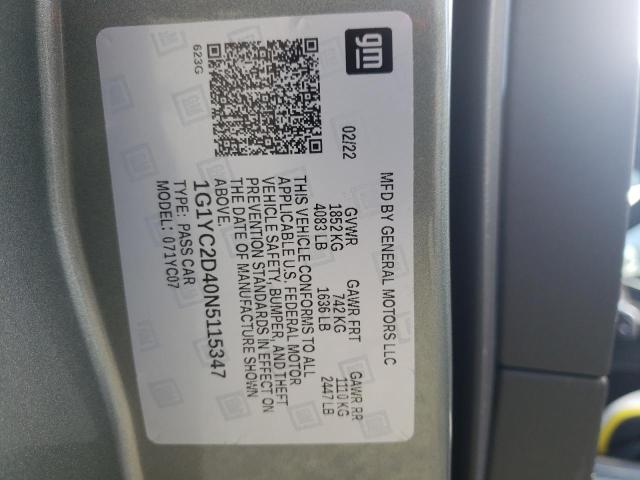 gm
MFD BY GENERAL MOTORS LLC
02/22
GVWR
1852 KG
4083 LB
GAWR FRT
742 KG
1636 LB
GAWR RR
1110 KG
2447 LB
THIS VEHICLE CONFORMS TO ALL
APPLICABLE U.S. FEDERAL MOTOR
VEHICLE SAFETY, BUMPER, AND THEFT
PREVENTION STANDARDS IN EFFECT ON
THE DATE OF MANUFACTURE SHOWN
ABOVE.
623G
1G1YC2D40N5115347
TYPE: PASS CAR
MODEL: 071YC07